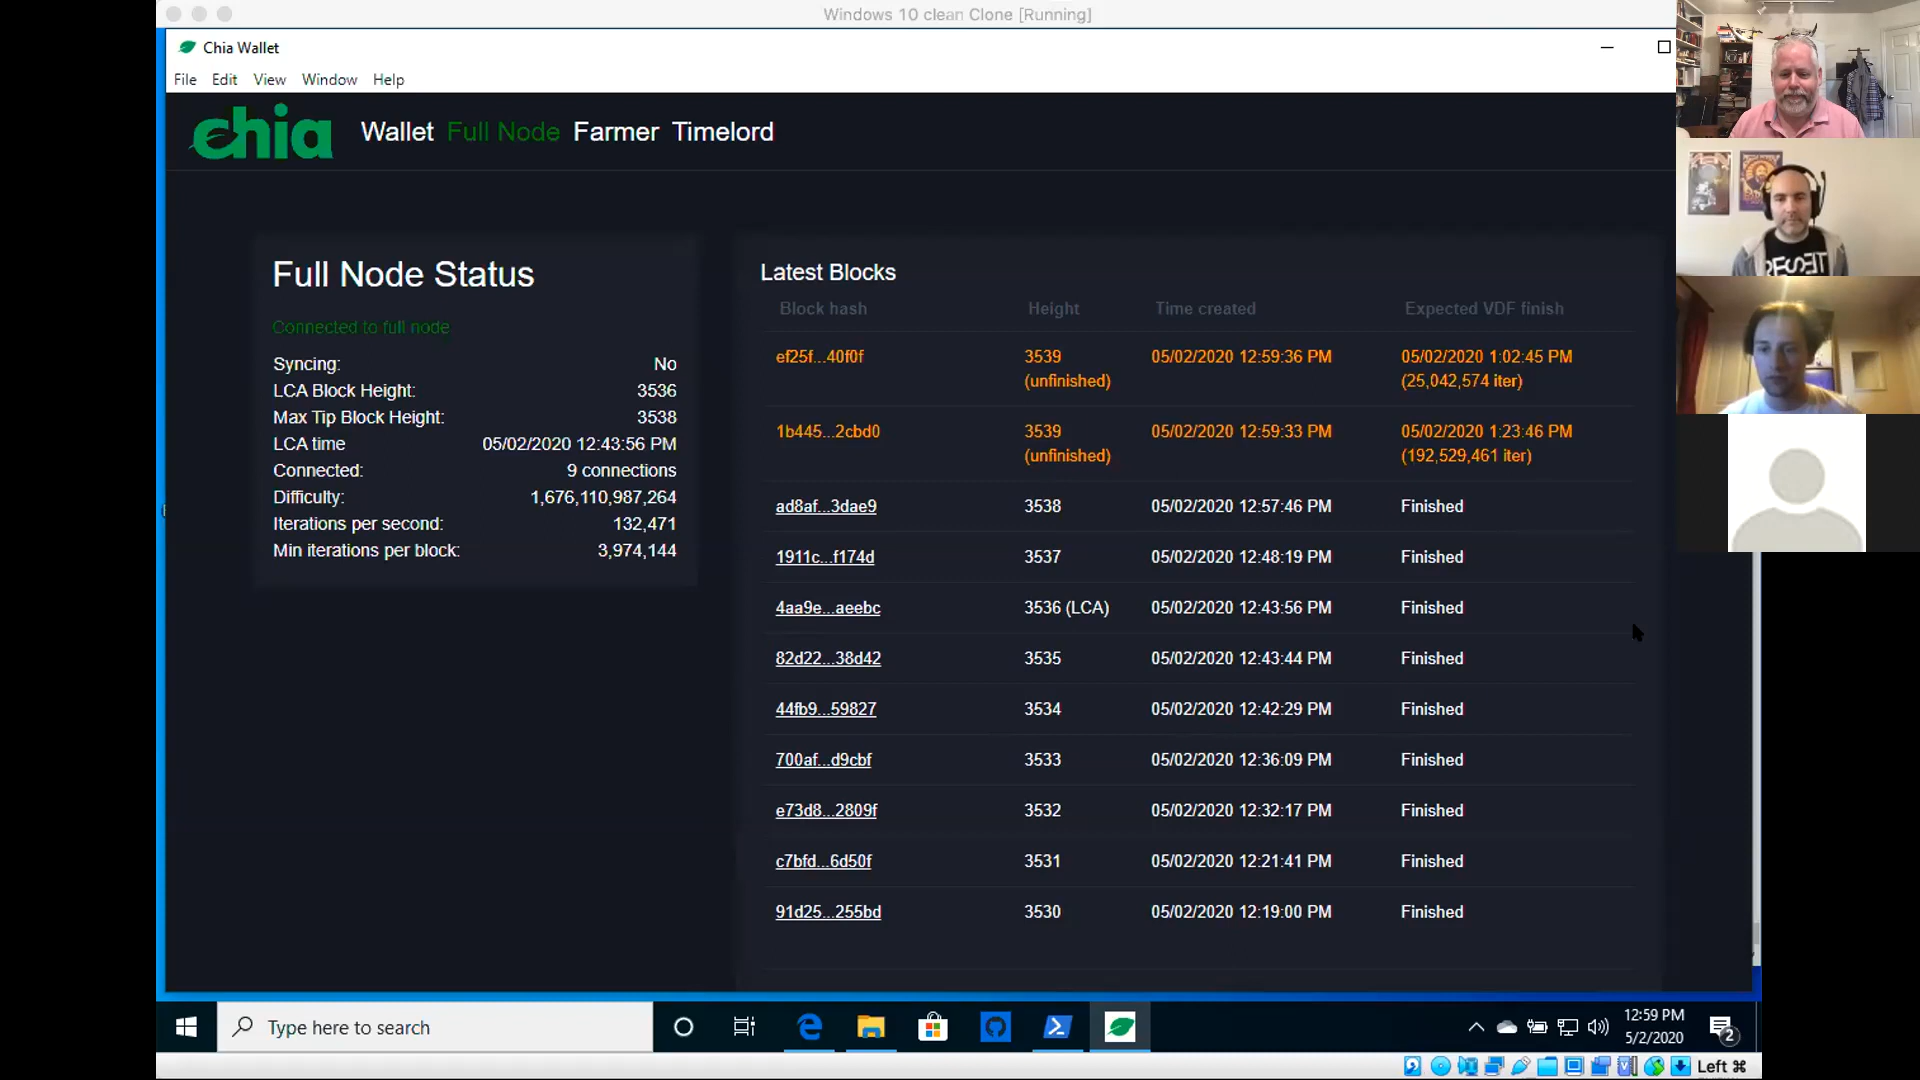 Windows 10 clean Clone [Running]
Chia Wallet
File Edit View Window Help
chia Wallet Full Node Farmer Timelord
Full Node Status
Connected to full node
Syncing: No
LCA Block Height: 3536
Max Tip Block Height: 3538
LCA time 05/02/2020 12:43:56 PM
Connected: 9 connections
Difficulty: 1,676,110,987,264
Iterations per second: 132,471
Min iterations per block: 3,974,144
Latest Blocks
Block hash Height Time created Expected VDF finish
ef25f...40f0f 3539 05/02/2020 12:59:36 PM 05/02/2020 1:02:45 PM
(unfinished) (25,042,574 iter)
1b445...2cbd0 3539 05/02/2020 12:59:33 PM 05/02/2020 1:23:46 PM
(unfinished) (192,529,461 iter)
ad8af...3dae9 3538 05/02/2020 12:57:46 PM Finished
1911c...f174d 3537 05/02/2020 12:48:19 PM Finished
4aa9e...aeebc 3536 (LCA) 05/02/2020 12:43:56 PM Finished
82d22...38d42 3535 05/02/2020 12:43:44 PM Finished
44fb9...59827 3534 05/02/2020 12:42:29 PM Finished
700af...d9cbf 3533 05/02/2020 12:36:09 PM Finished
e73d8...2809f 3532 05/02/2020 12:32:17 PM Finished
c7bfd...6d50f 3531 05/02/2020 12:21:41 PM Finished
91d25...255bd 3530 05/02/2020 12:19:00 PM Finished
Type here to search
12:59 PM
5/2/2020
2
Left ⌘